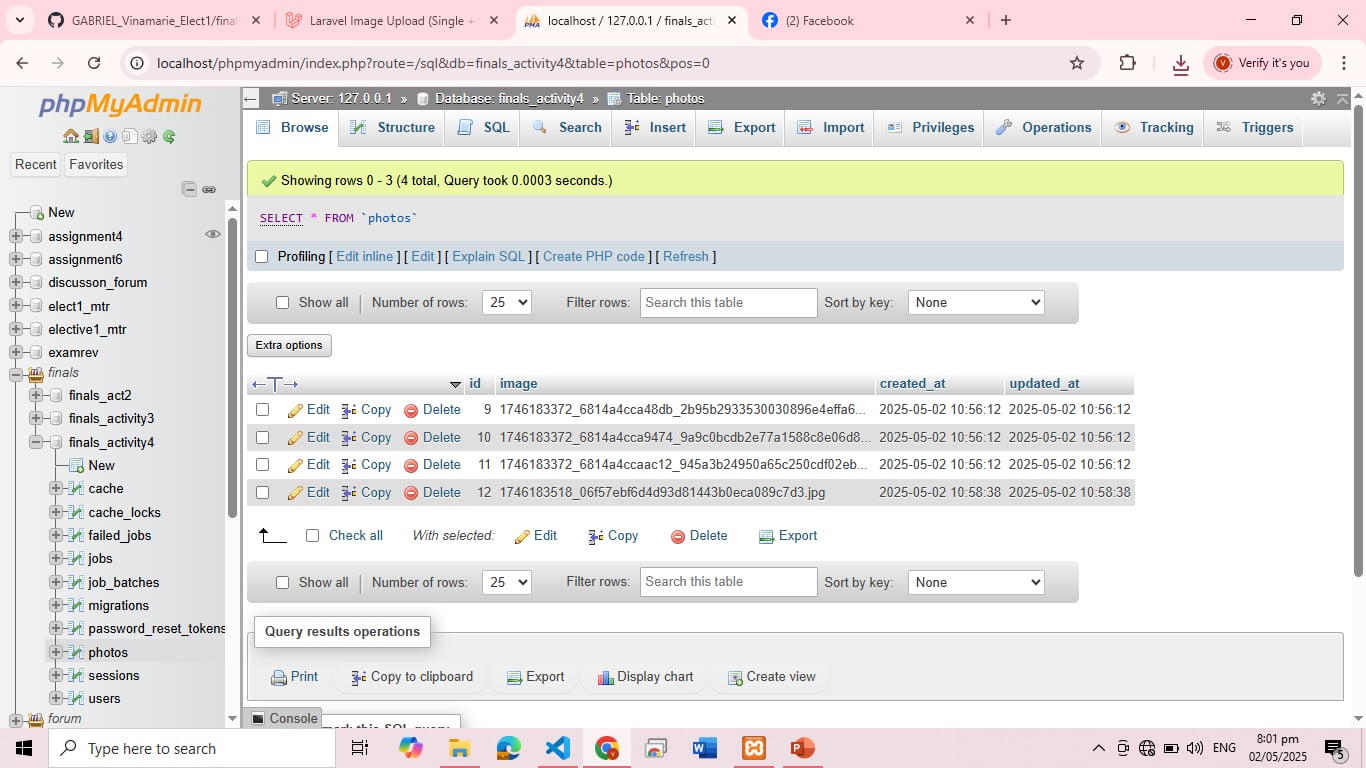 GABRIEL_Vinamarie_Elect1/final
Laravel Image Upload (Single +
localhost / 127.0.0.1 / finals_acti
(2) Facebook
localhost/phpmyadmin/index.php?route=/sql&db=finals_activity4&table=photos&pos=0
Verify it's you
phpMyAdmin
Recent
Favorites
New
assignment4
assignment6
discusson_forum
elect1_mtr
elective1_mtr
examrev
finals
finals_act2
finals_activity3
finals_activity4
New
cache
cache_locks
failed_jobs
jobs
job_batches
migrations
password_reset_tokens
photos
sessions
users
forum
Server: 127.0.0.1 » Database: finals_activity4 » Table: photos
Browse Structure SQL Search Insert Export Import Privileges Operations Tracking Triggers
Showing rows 0 - 3 (4 total, Query took 0.0003 seconds.)
SELECT * FROM `photos`
Profiling [ Edit inline ] [ Edit ] [ Explain SQL ] [ Create PHP code ] [ Refresh ]
Show all Number of rows: 25 Filter rows: Search this table Sort by key: None
Extra options
id image created_at updated_at
Edit Copy Delete 9 1746183372_6814a4cca48db_2b95b2933530030896e4effa6... 2025-05-02 10:56:12 2025-05-02 10:56:12
Edit Copy Delete 10 1746183372_6814a4cca9474_9a9c0bcdb2e77a1588c8e06d8... 2025-05-02 10:56:12 2025-05-02 10:56:12
Edit Copy Delete 11 1746183372_6814a4ccaac12_945a3b24950a65c250cdf02eb... 2025-05-02 10:56:12 2025-05-02 10:56:12
Edit Copy Delete 12 1746183518_06f57ebf6d4d93d81443b0eca089c7d3.jpg 2025-05-02 10:58:38 2025-05-02 10:58:38
Check all With selected: Edit Copy Delete Export
Show all Number of rows: 25 Filter rows: Search this table Sort by key: None
Query results operations
Print Copy to clipboard Export Display chart Create view
Console
Type here to search
ENG
8:01 pm
02/05/2025
5